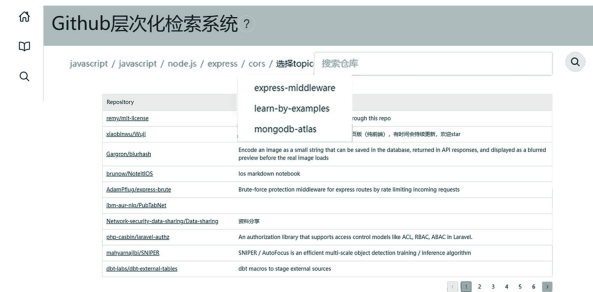 Github层次化检索系统 ?
javascript / javascript / node.js / express / cors / 选择topic 搜索仓库
express-middleware
learn-by-examples
mongodb-atlas
Repository
remy/mit-license rough this repo
xiaobinwu/Wuji 页版（纯前端），有时间会持续更新，欢迎star
Gargron/blurhash Encode an image as a small string that can be saved in the database, returned in API responses, and displayed as a blurred
preview before the real image loads
brunow/NoteItOS Ios markdown notebook
AdamPflug/express-brute Brute-force protection middleware for express routes by rate limiting incoming requests
ibm-aur-nlp/PubTabNet
Network-security-data-sharing/Data-sharing 资料分享
php-casbin/laravel-authz An authorization library that supports access control models like ACL, RBAC, ABAC in Laravel.
mahyarnajibi/SNIPER SNIPER / AutoFocus is an efficient multi-scale object detection training / inference algorithm
dbt-labs/dbt-external-tables dbt macros to stage external sources
‹ 1 2 3 4 5 6 ›